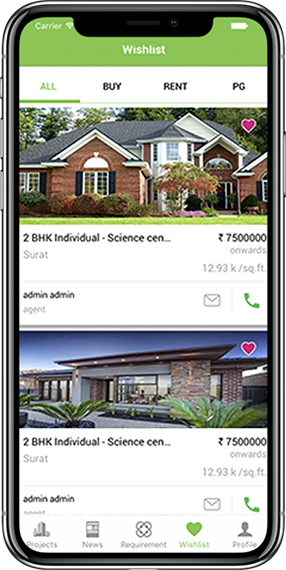 Carrier
Wishlist
ALL BUY RENT PG
2 BHK Individual - Science cen... ₹ 7500000
Surat onwards
12.93 k /sq.ft.
admin admin
agent
2 BHK Individual - Science cen... ₹ 7500000
Surat onwards
12.93 k /sq.ft.
admin admin
agent
Projects News Requirement Wishlist Profile